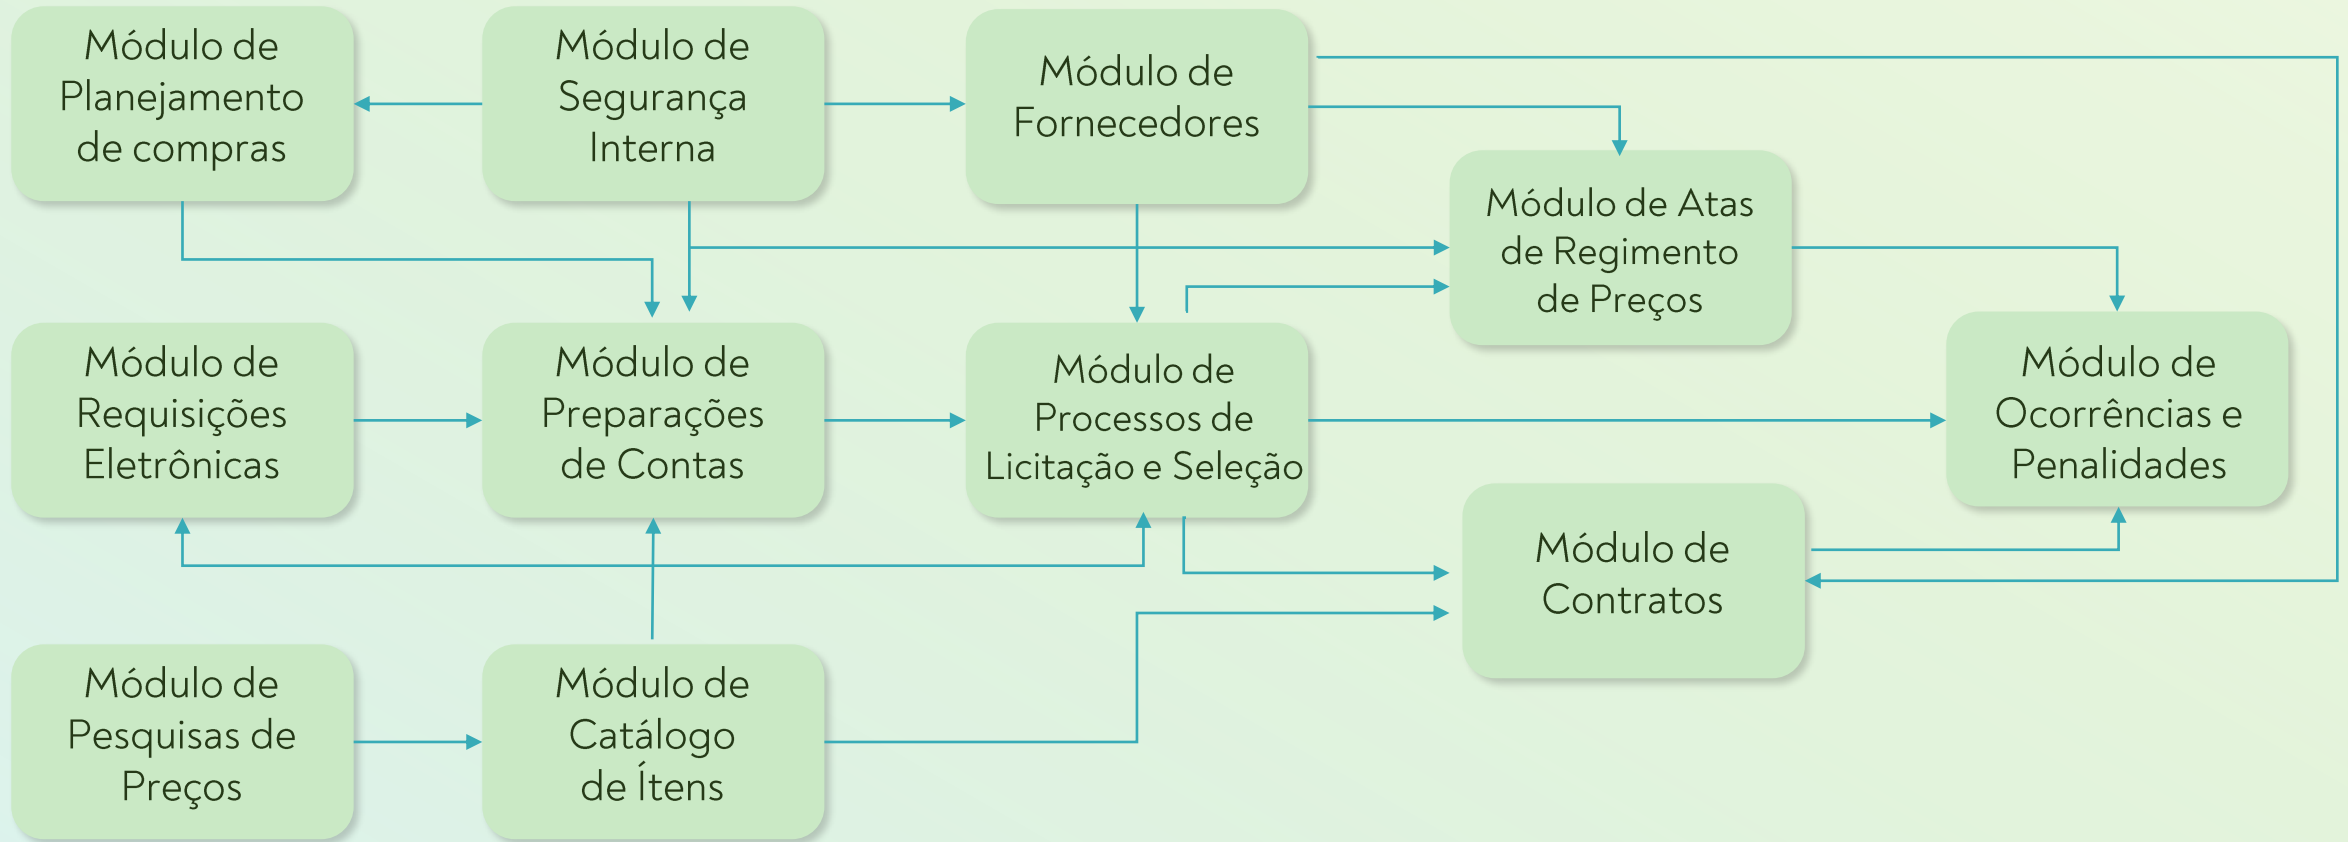 Módulo de
Planejamento
de compras
Módulo de
Segurança
Interna
Módulo de
Fornecedores
Módulo de Atas
de Regimento
de Preços
Módulo de
Requisições
Eletrônicas
Módulo de
Preparações
de Contas
Módulo de
Processos de
Licitação e Seleção
Módulo de
Ocorrências e
Penalidades
Módulo de
Contratos
Módulo de
Pesquisas de
Preços
Módulo de
Catálogo
de Ítens